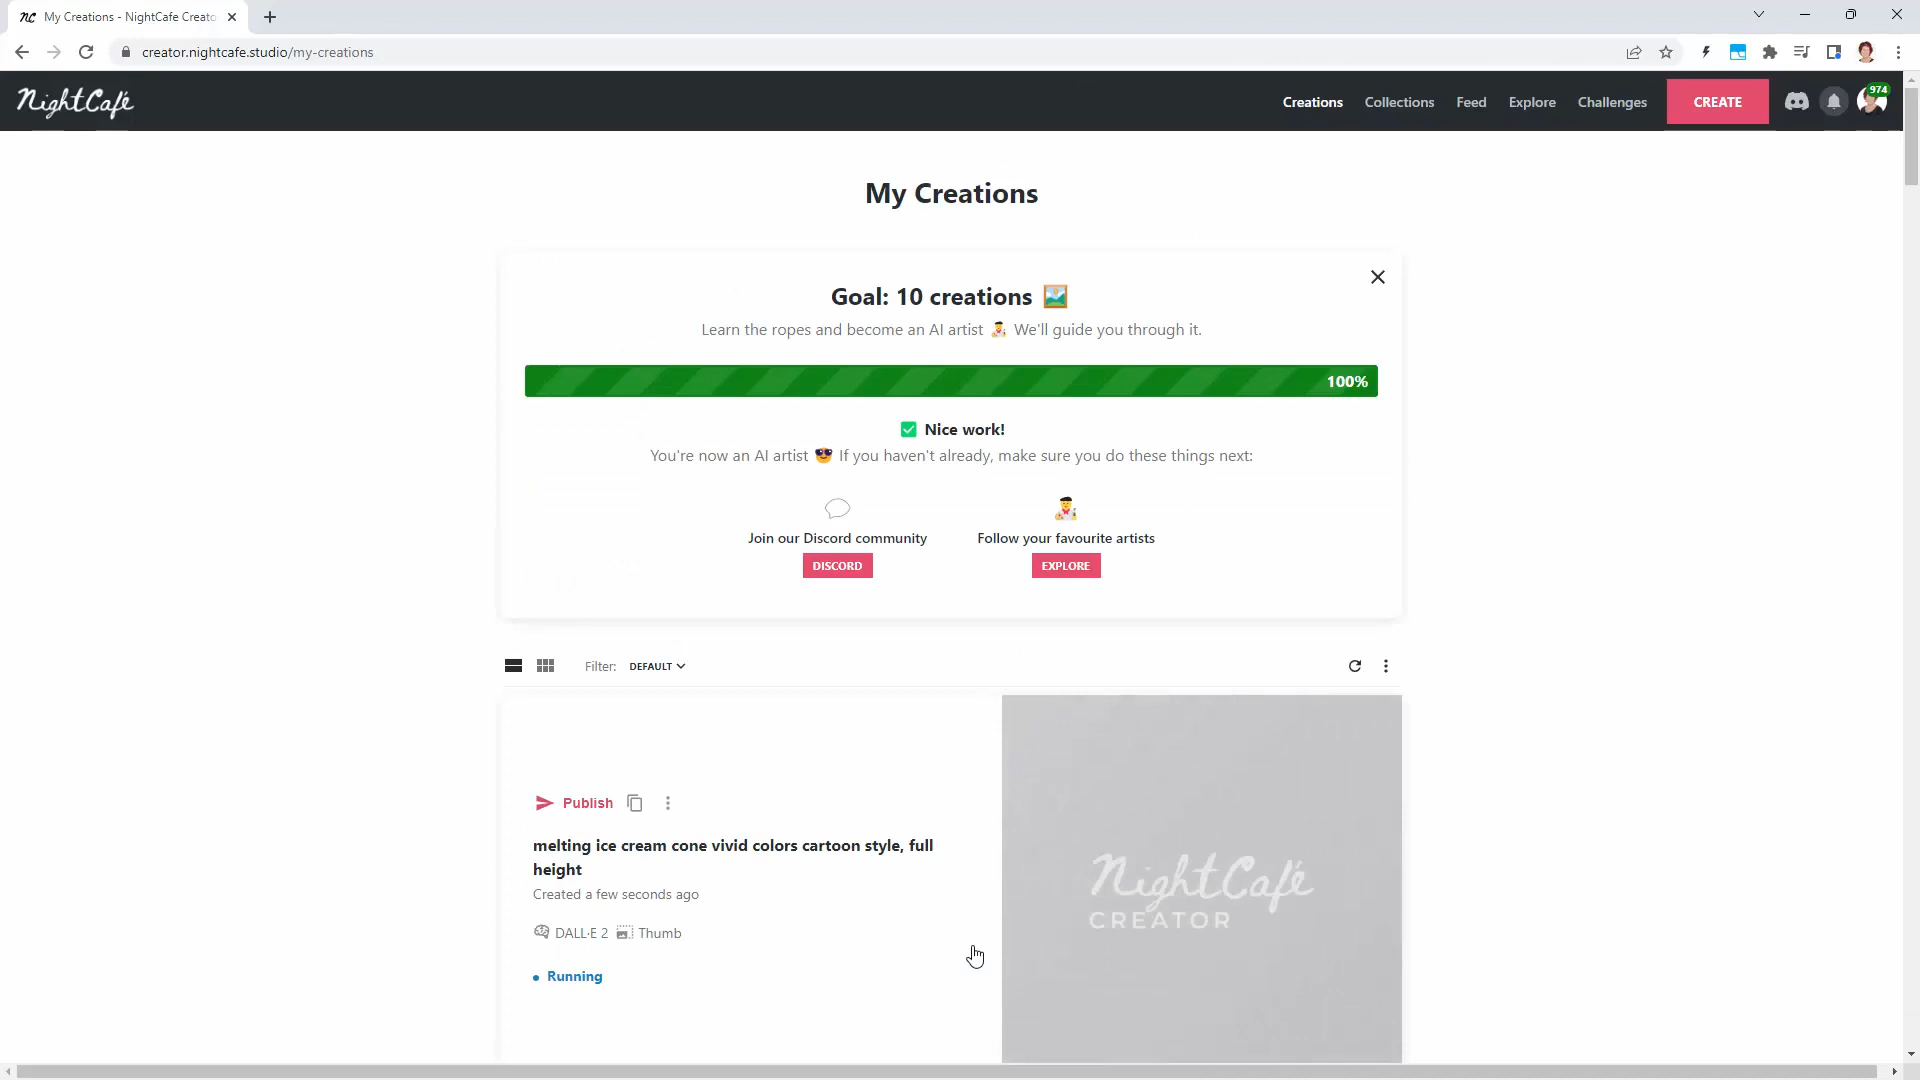 My Creations - NightCafe Creato
creator.nightcafe.studio/my-creations
NightCafé
Creations
Collections
Feed
Explore
Challenges
CREATE
974
My Creations
Goal: 10 creations
Learn the ropes and become an AI artist We'll guide you through it.
100%
Nice work!
You're now an AI artist If you haven't already, make sure you do these things next:
Join our Discord community
DISCORD
Follow your favourite artists
EXPLORE
Filter: DEFAULT
Publish
melting ice cream cone vivid colors cartoon style, full
height
Created a few seconds ago
DALL·E 2 Thumb
Running
NightCafé
CREATOR